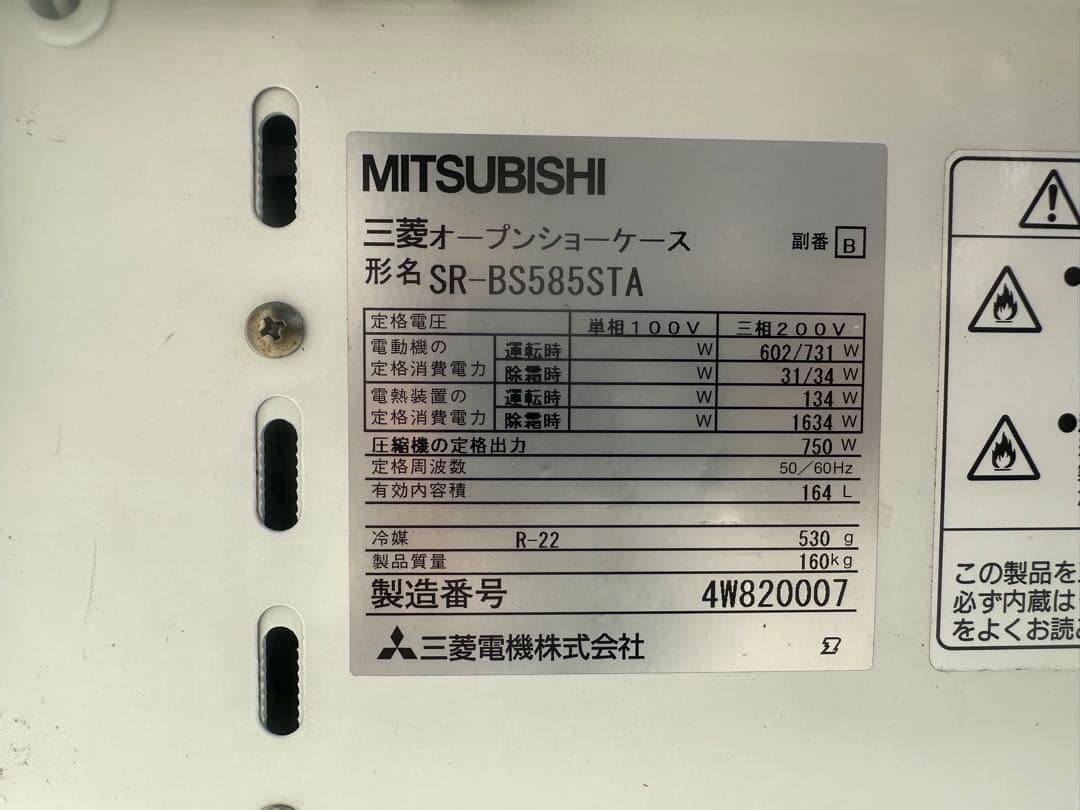 MITSUBISHI
三菱オープンショーケース 副番 B
形名 SR-BS585STA
定格電圧 単相100V 三相200V
電動機の定格消費電力 運転時 W 602/731 W
除霜時 W 31/34 W
電熱装置の定格消費電力 運転時 W 134 W
除霜時 W 1634 W
圧縮機の定格出力 750 W
定格周波数 50/60Hz
有効内容積 164 L
冷媒 R-22 530 g
製品質量 160kg
製造番号 4W820007
三菱電機株式会社
この製品を
必ず内蔵は
をよくお読